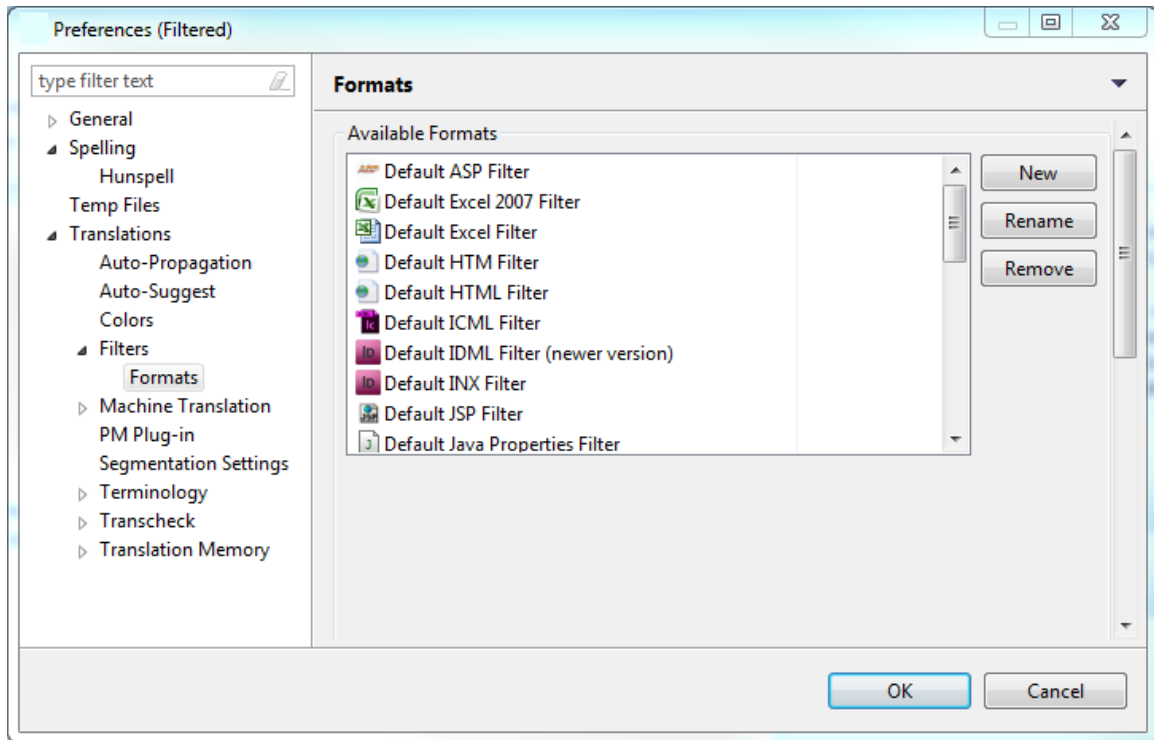 Preferences (Filtered)
type filter text
General
Spelling
Hunspell
Temp Files
Translations
Auto-Propagation
Auto-Suggest
Colors
Filters
Formats
Machine Translation
PM Plug-in
Segmentation Settings
Terminology
Transcheck
Translation Memory
Formats
Available Formats
Default ASP Filter
Default Excel 2007 Filter
Default Excel Filter
Default HTM Filter
Default HTML Filter
Default ICML Filter
Default IDML Filter (newer version)
Default INX Filter
Default JSP Filter
Default Java Properties Filter
New
Rename
Remove
OK
Cancel